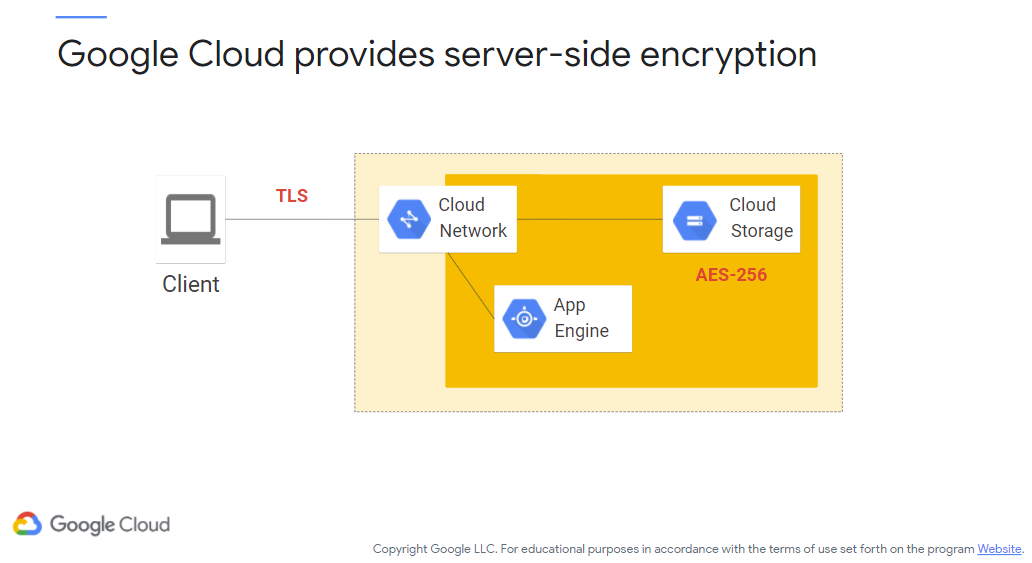 Google Cloud provides server-side encryption
TLS
Client
Cloud
Network
Cloud
Storage
AES-256
App
Engine
Google Cloud
Copyright Google LLC. For educational purposes in accordance with the terms of use set forth on the program Website.